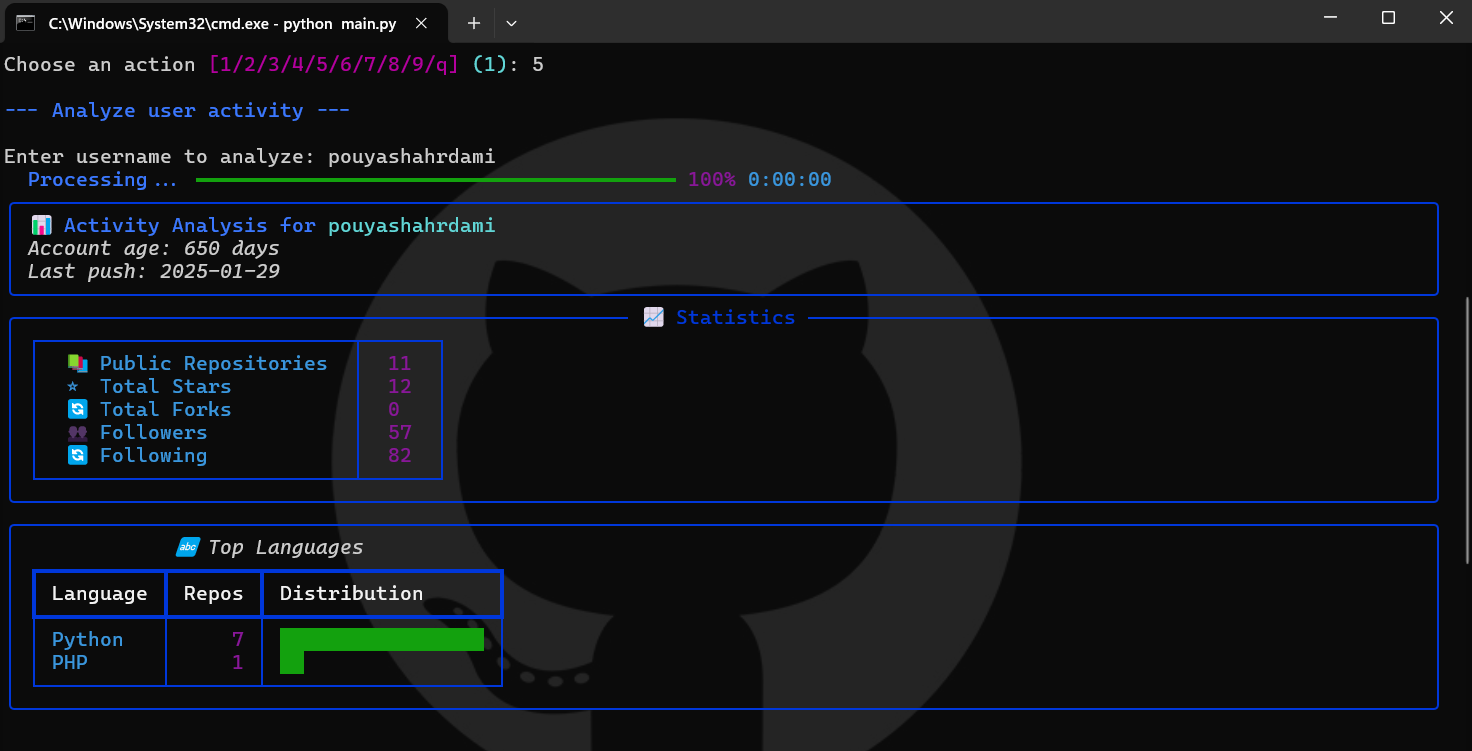 C:\Windows\System32\cmd.exe - python main.py
Choose an action [1/2/3/4/5/6/7/8/9/q] (1): 5
--- Analyze user activity ---
Enter username to analyze: pouyashahrdami
Processing... 100% 0:00:00
📊 Activity Analysis for pouyashahrdami
Account age: 650 days
Last push: 2025-01-29
📈 Statistics
📚 Public Repositories 11
⭐ Total Stars 12
🔄 Total Forks 0
👥 Followers 57
🔄 Following 82
🔤 Top Languages
Language Repos Distribution
Python 7
PHP 1